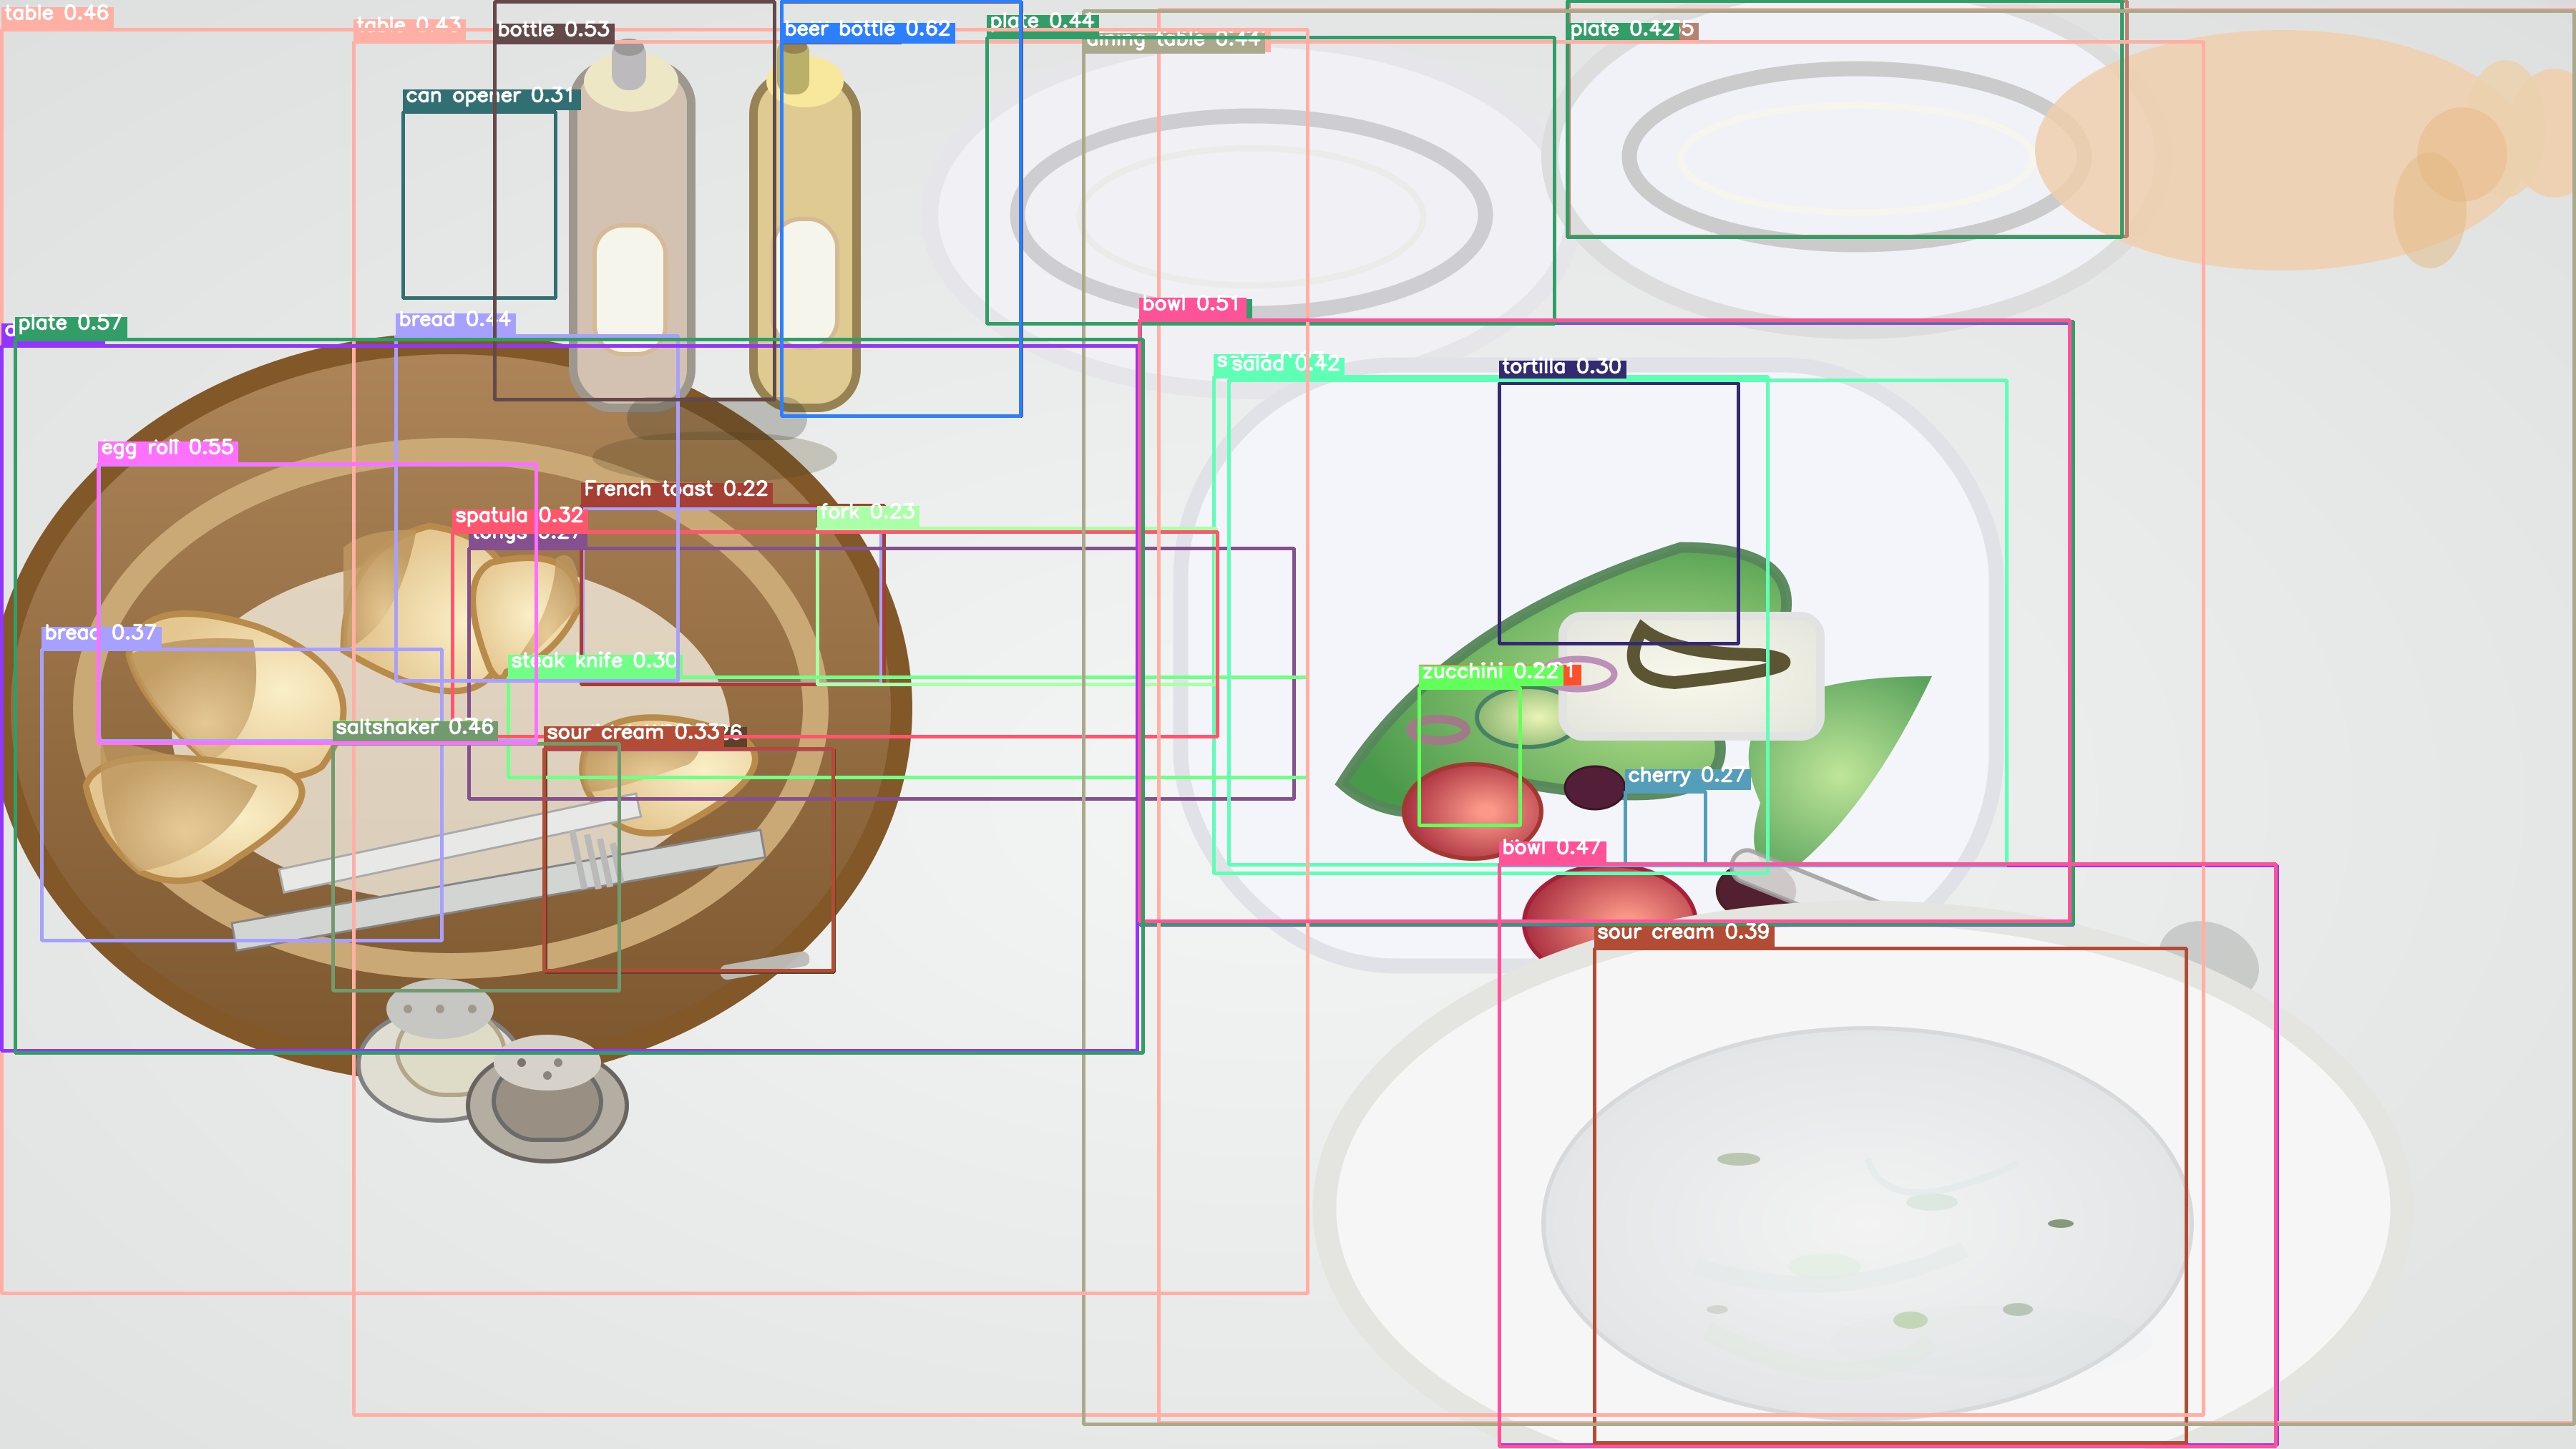 table 0.46
table 0.43
bottle 0.53
beer bottle 0.62
plate 0.44
dining table 0.44
plate 0.42
can opener 0.31
bowl 0.51
plate 0.57
bread 0.44
salad 0.42
tortilla 0.30
egg roll 0.55
French toast 0.22
spatula 0.32
fork 0.23
tongs 0.27
bread 0.37
steak knife 0.30
zucchini 0.22
saltshaker 0.46
sour cream 0.33
cherry 0.27
bowl 0.47
sour cream 0.39